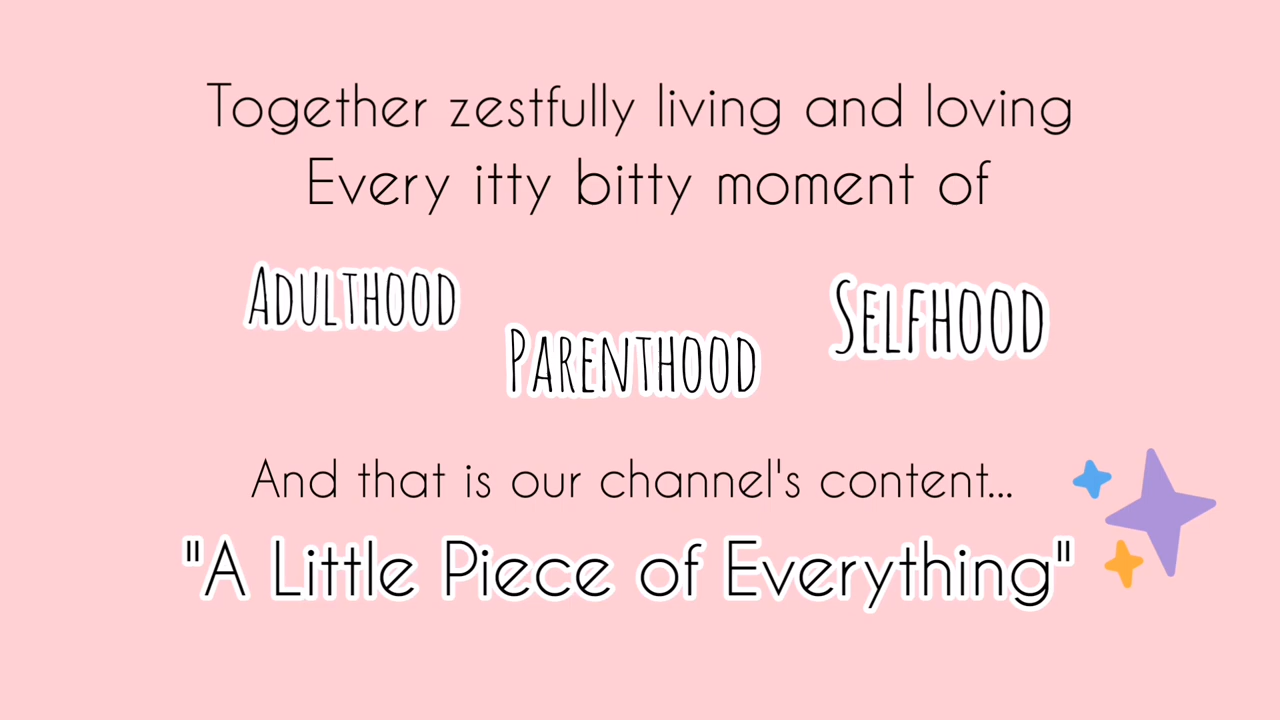 Together zestfully living and loving
Every itty bitty moment of
Adulthood
Parenthood
Selfhood
And that is our channel's content...
"A Little Piece of Everything"